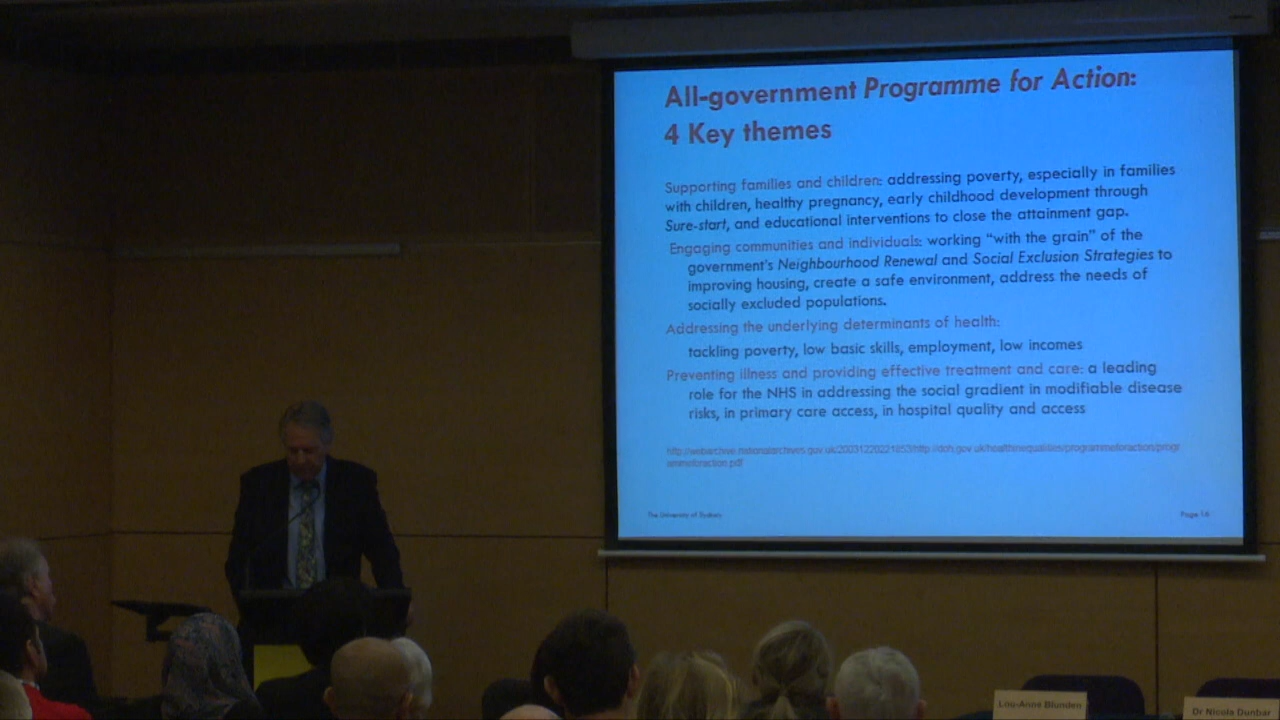 All-government Programme for Action:
4 Key themes
Supporting families and children: addressing poverty, especially in families
with children, healthy pregnancy, early childhood development through
Sure-start, and educational interventions to close the attainment gap.
Engaging communities and individuals: working “with the grain” of the
government's Neighbourhood Renewal and Social Exclusion Strategies to
improving housing, create a safe environment, address the needs of
socially excluded populations.
Addressing the underlying determinants of health:
tackling poverty, low basic skills, employment, low incomes
Preventing illness and providing effective treatment and care: a leading
role for the NHS in addressing the social gradient in modifiable disease
risks, in primary care access, in hospital quality and access
The University of Sydney
Page 16
Lou-Anne Blunden
Dr Nicola Dunbar